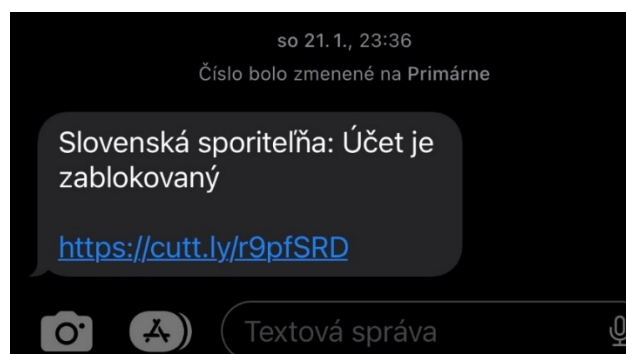 so 21. 1., 23:36
Číslo bolo zmenené na Primárne
Slovenská sporiteľňa: Účet je
zablokovaný
https://cutt.ly/r9pfSRD
Textová správa